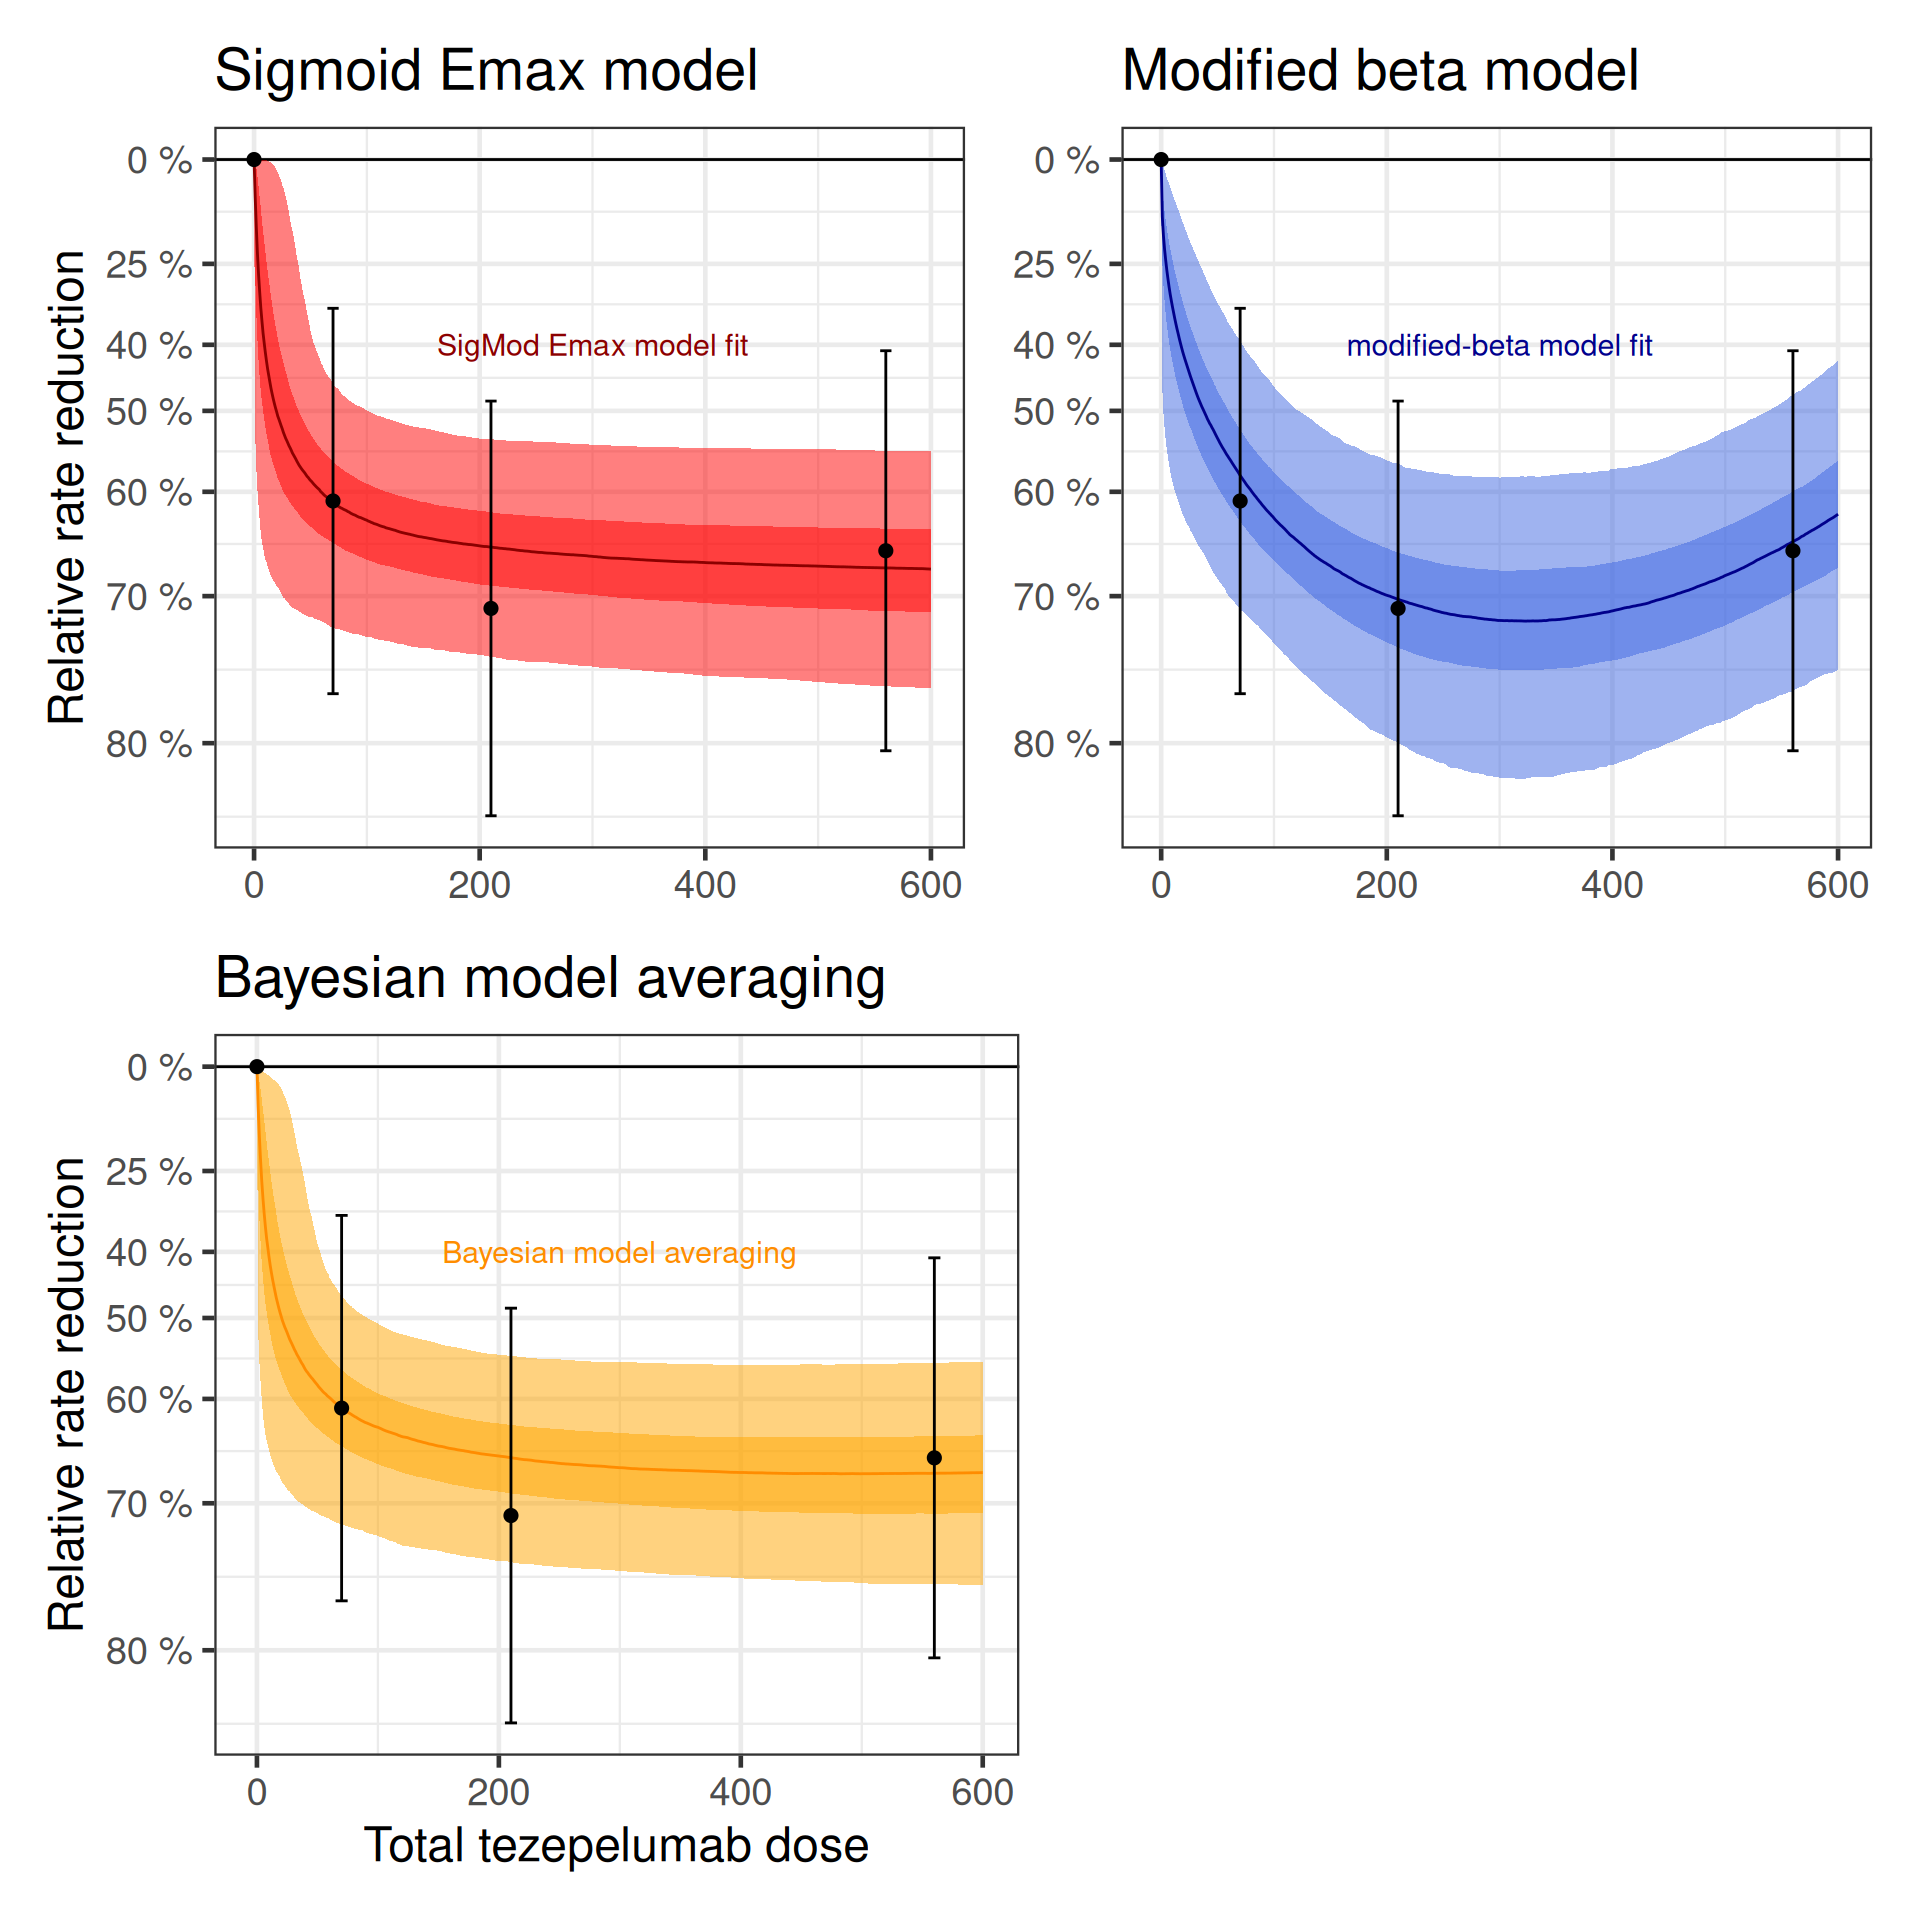 Sigmoid Emax model
Relative rate reduction
0 %
25 %
40 %
50 %
60 %
70 %
80 %
SigMod Emax model fit
0 200 400 600
Modified beta model
0 %
25 %
40 %
50 %
60 %
70 %
80 %
modified-beta model fit
0 200 400 600
Bayesian model averaging
Relative rate reduction
0 %
25 %
40 %
50 %
60 %
70 %
80 %
Bayesian model averaging
0 200 400 600
Total tezepelumab dose